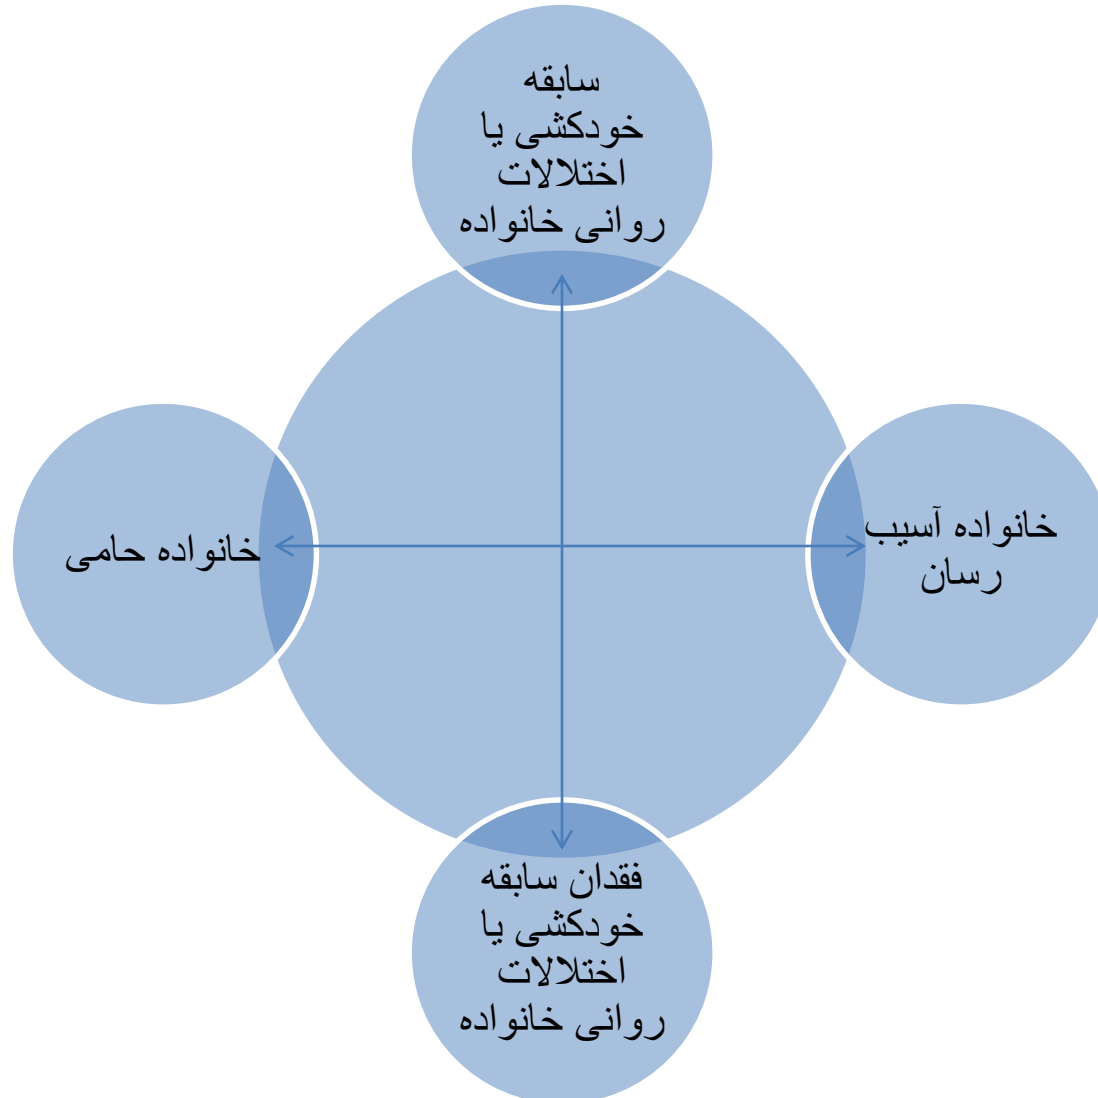 سابقه
خودکشی یا
اختلالات
روانی خانواده
خانواده آسیب
رسان
خانواده حامی
فقدان سابقه
خودکشی یا
اختلالات
روانی خانواده